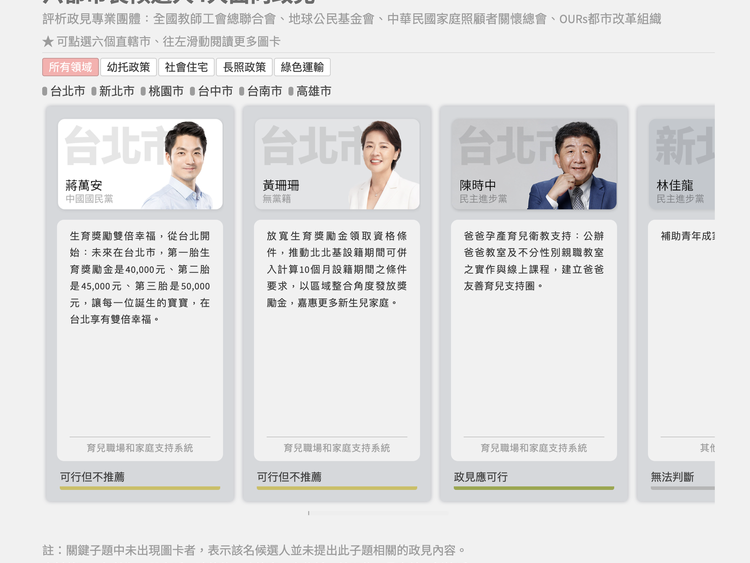 評析政見專業團體：全國教師工會總聯合會、地球公民基金會、中華民國家庭照顧者關懷總會、OURs都市改革組織
★可點選六個直轄市、往左滑動閱讀更多圖卡
所有領域 幼托政策 社會住宅 長照政策 綠色運輸
台北市 新北市 桃園市 台中市 台南市 高雄市
台北市
蔣萬安
中國國民黨
生育獎勵雙倍幸福，從台北開
始：未來在台北市，第一胎生
育獎勵金是40,000元、第二胎
是45,000元、第三胎是50,000
元，讓每一位誕生的寶寶，在
台北享有雙倍幸福。
育兒職場和家庭支持系統
可行但不推薦
台北市
黃珊珊
無黨籍
放寬生育獎勵金領取資格條
件，推動北北基設籍期間可併
入計算10個月設籍期間之條件
要求，以區域整合角度發放獎
勵金，嘉惠更多新生兒家庭。
育兒職場和家庭支持系統
可行但不推薦
台北市
陳時中
民主進步黨
爸爸孕產育兒衛教支持：公辦
爸爸教室及不分性別親職教室
之實作與線上課程，建立爸爸
友善育兒支持圈。
育兒職場和家庭支持系統
政見應可行
新北
林佳龍
民主進步黨
補助青年成
其他
無法判斷
註：關鍵子題中未出現圖卡者，表示該名候選人並未提出此子題相關的政見內容。